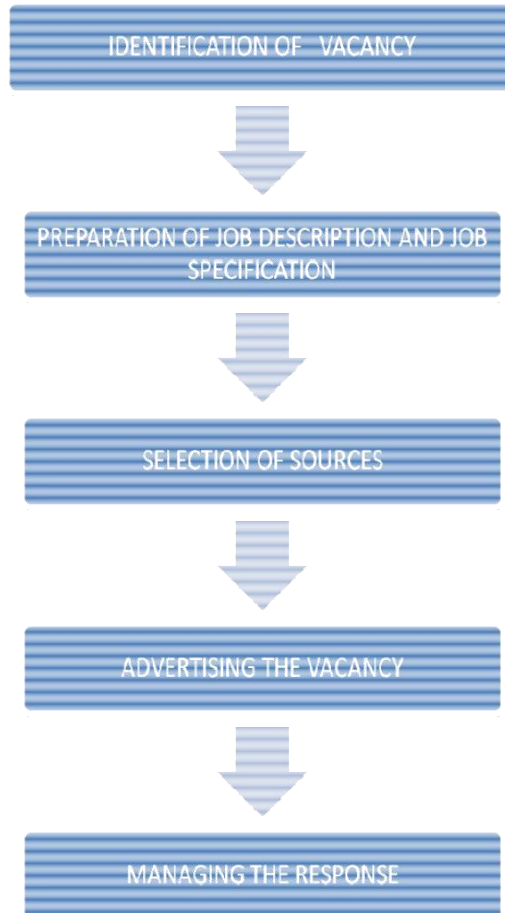 IDENTIFICATION OF VACANCY
PREPARATION OF JOB DESCRIPTION AND JOB
SPECIFICATION
SELECTION OF SOURCES
ADVERTISING THE VACANCY
MANAGING THE RESPONSE